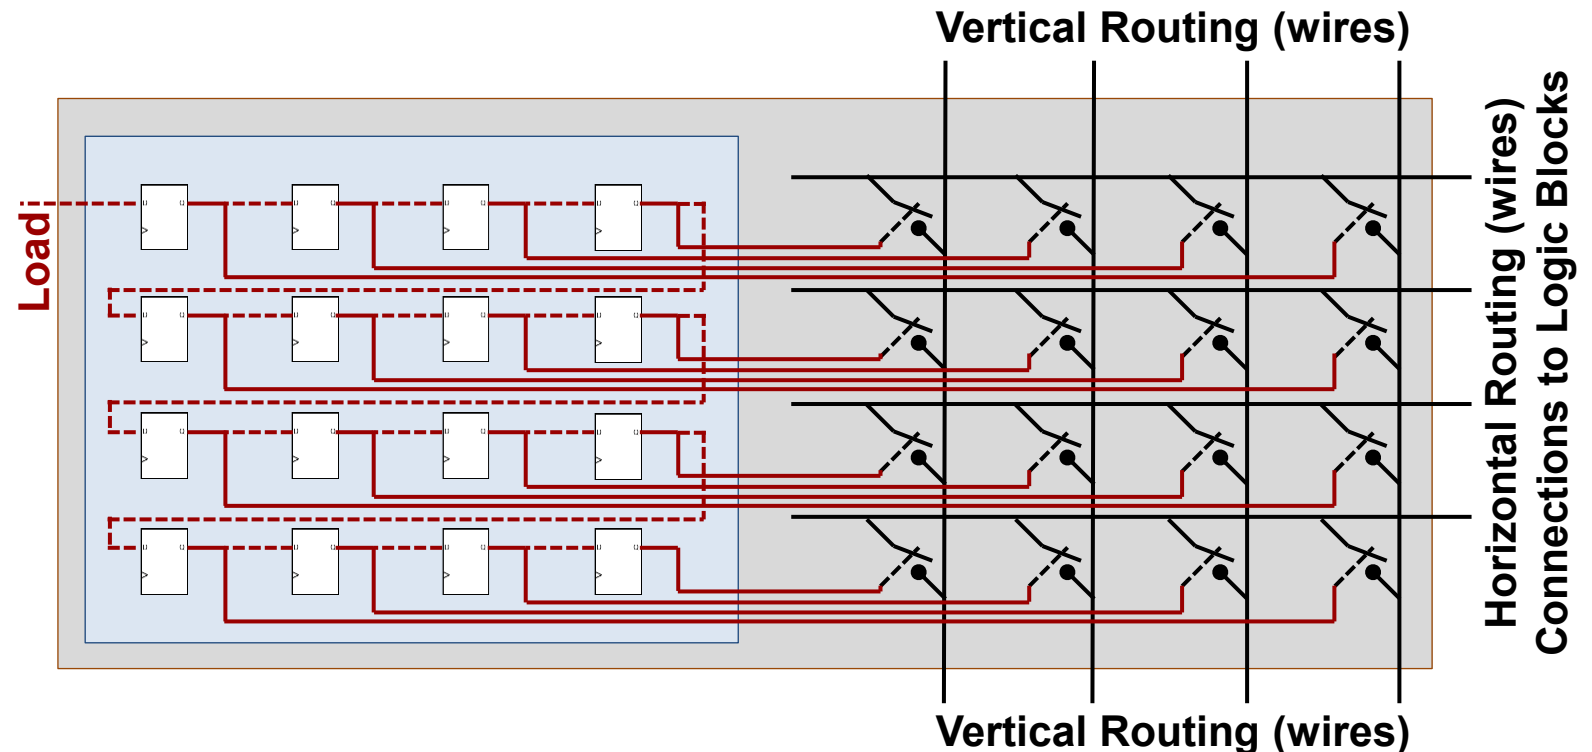 Vertical Routing (wires)
Load
Horizontal Routing (wires)
Connections to Logic Blocks
Vertical Routing (wires)